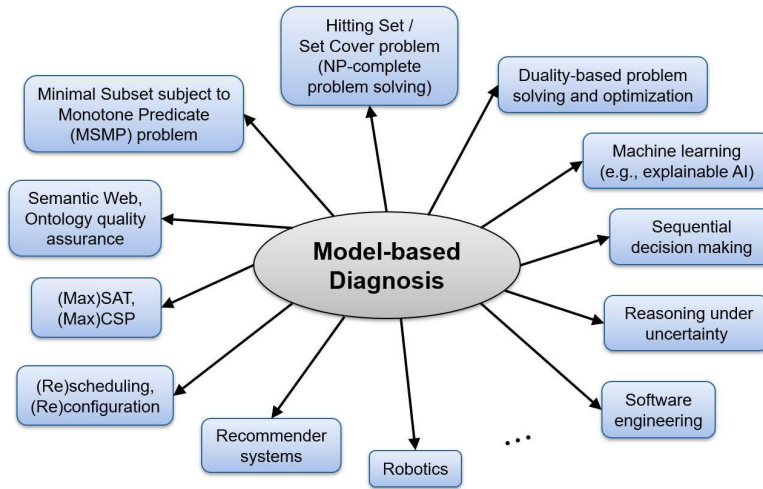 Hitting Set /
Set Cover problem
(NP-complete
problem solving)
Duality-based problem
solving and optimization
Minimal Subset subject to
Monotone Predicate
(MSMP) problem
Machine learning
(e.g., explainable AI)
Semantic Web,
Ontology quality
assurance
Sequential
decision making
Model-based
Diagnosis
(Max)SAT,
(Max)CSP
Reasoning under
uncertainty
(Re)scheduling,
(Re)configuration
Software
engineering
Recommender
systems
Robotics
...